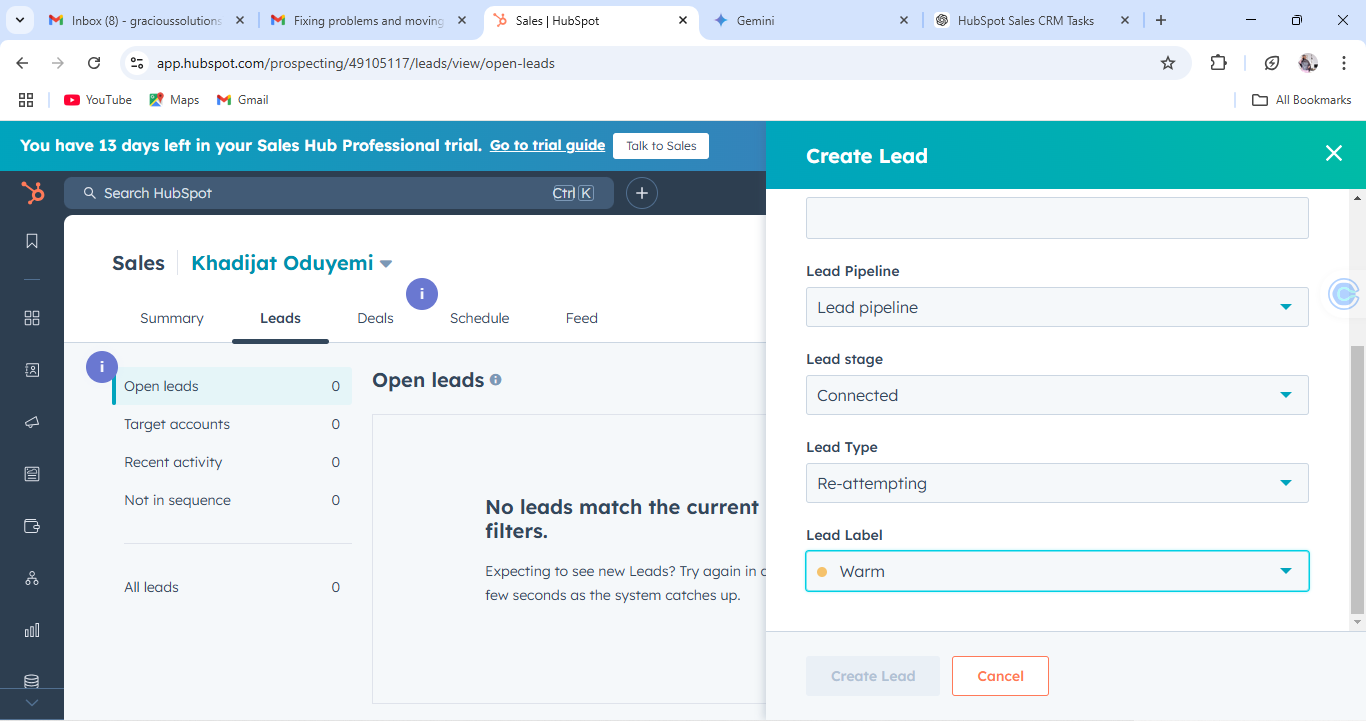 Inbox (8) - gracioussolutions
Fixing problems and moving
Sales | HubSpot
Gemini
HubSpot Sales CRM Tasks
app.hubspot.com/prospecting/49105117/leads/view/open-leads
YouTube
Maps
Gmail
All Bookmarks
You have 13 days left in your Sales Hub Professional trial. Go to trial guide
Talk to Sales
Search HubSpot
Ctrl K
Sales
Khadijat Oduyemi
Summary
Leads
Deals
Schedule
Feed
Open leads 0
Target accounts 0
Recent activity 0
Not in sequence 0
All leads 0
Open leads
No leads match the current
filters.
Expecting to see new Leads? Try again in a
few seconds as the system catches up.
Create Lead
Lead Pipeline
Lead pipeline
Lead stage
Connected
Lead Type
Re-attempting
Lead Label
Warm
Create Lead
Cancel